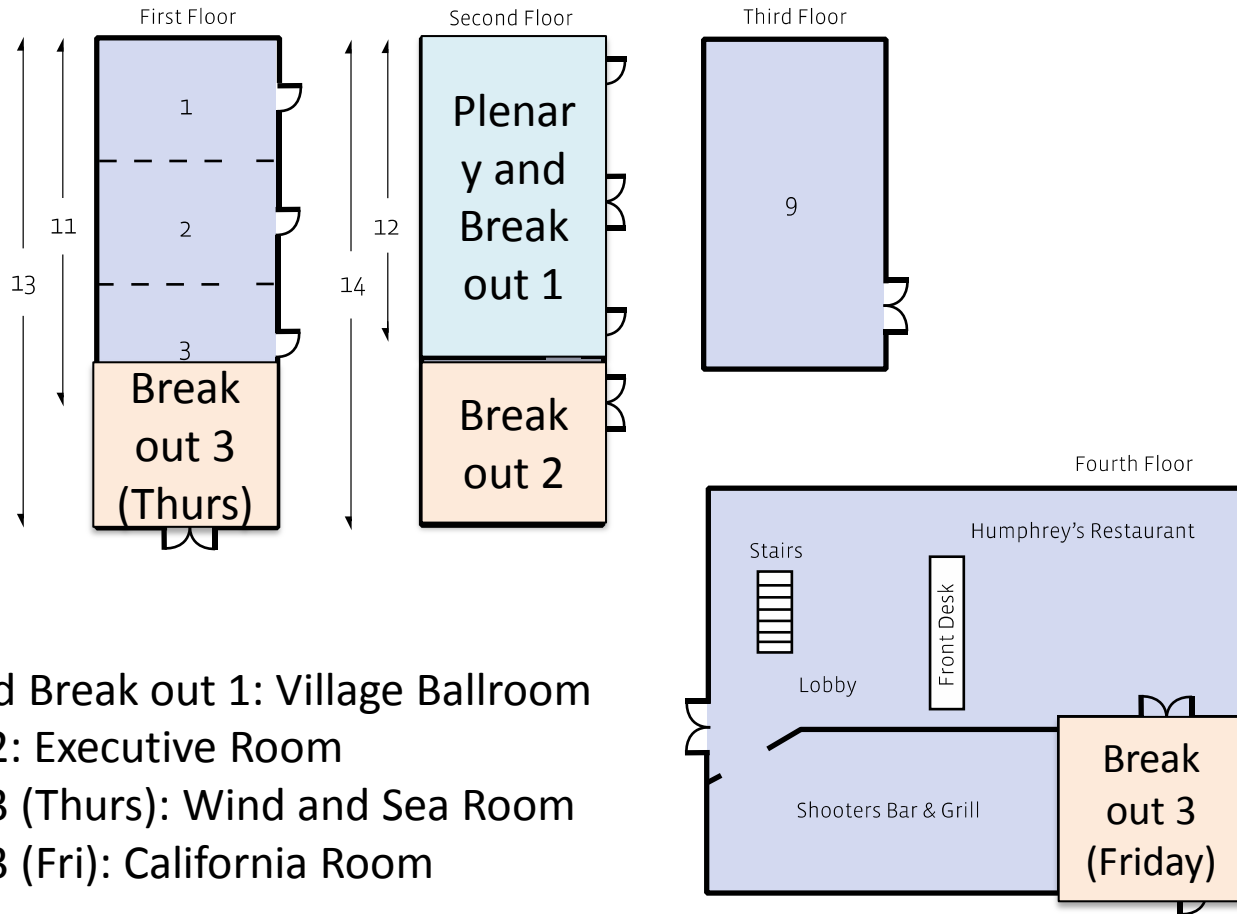 First Floor
1
2
3
11
13
Break
out 3
(Thurs)
Second Floor
12
14
Plenar
y and
Break
out 1
Break
out 2
Third Floor
9
Fourth Floor
Humphrey's Restaurant
Stairs
Front Desk
Lobby
Shooters Bar & Grill
Break
out 3
(Friday)
d Break out 1: Village Ballroom
2: Executive Room
3 (Thurs): Wind and Sea Room
3 (Fri): California Room